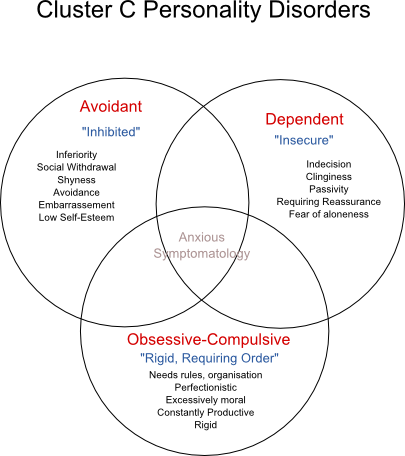 Cluster C Personality Disorders
Avoidant
"Inhibited"
Inferiority
Social Withdrawal
Shyness
Avoidance
Embarrassement
Low Self-Esteem
Dependent
"Insecure"
Indecision
Clinginess
Passivity
Requiring Reassurance
Fear of aloneness
Anxious
Symptomatology
Obsessive-Compulsive
"Rigid, Requiring Order"
Needs rules, organisation
Perfectionistic
Excessively moral
Constantly Productive
Rigid